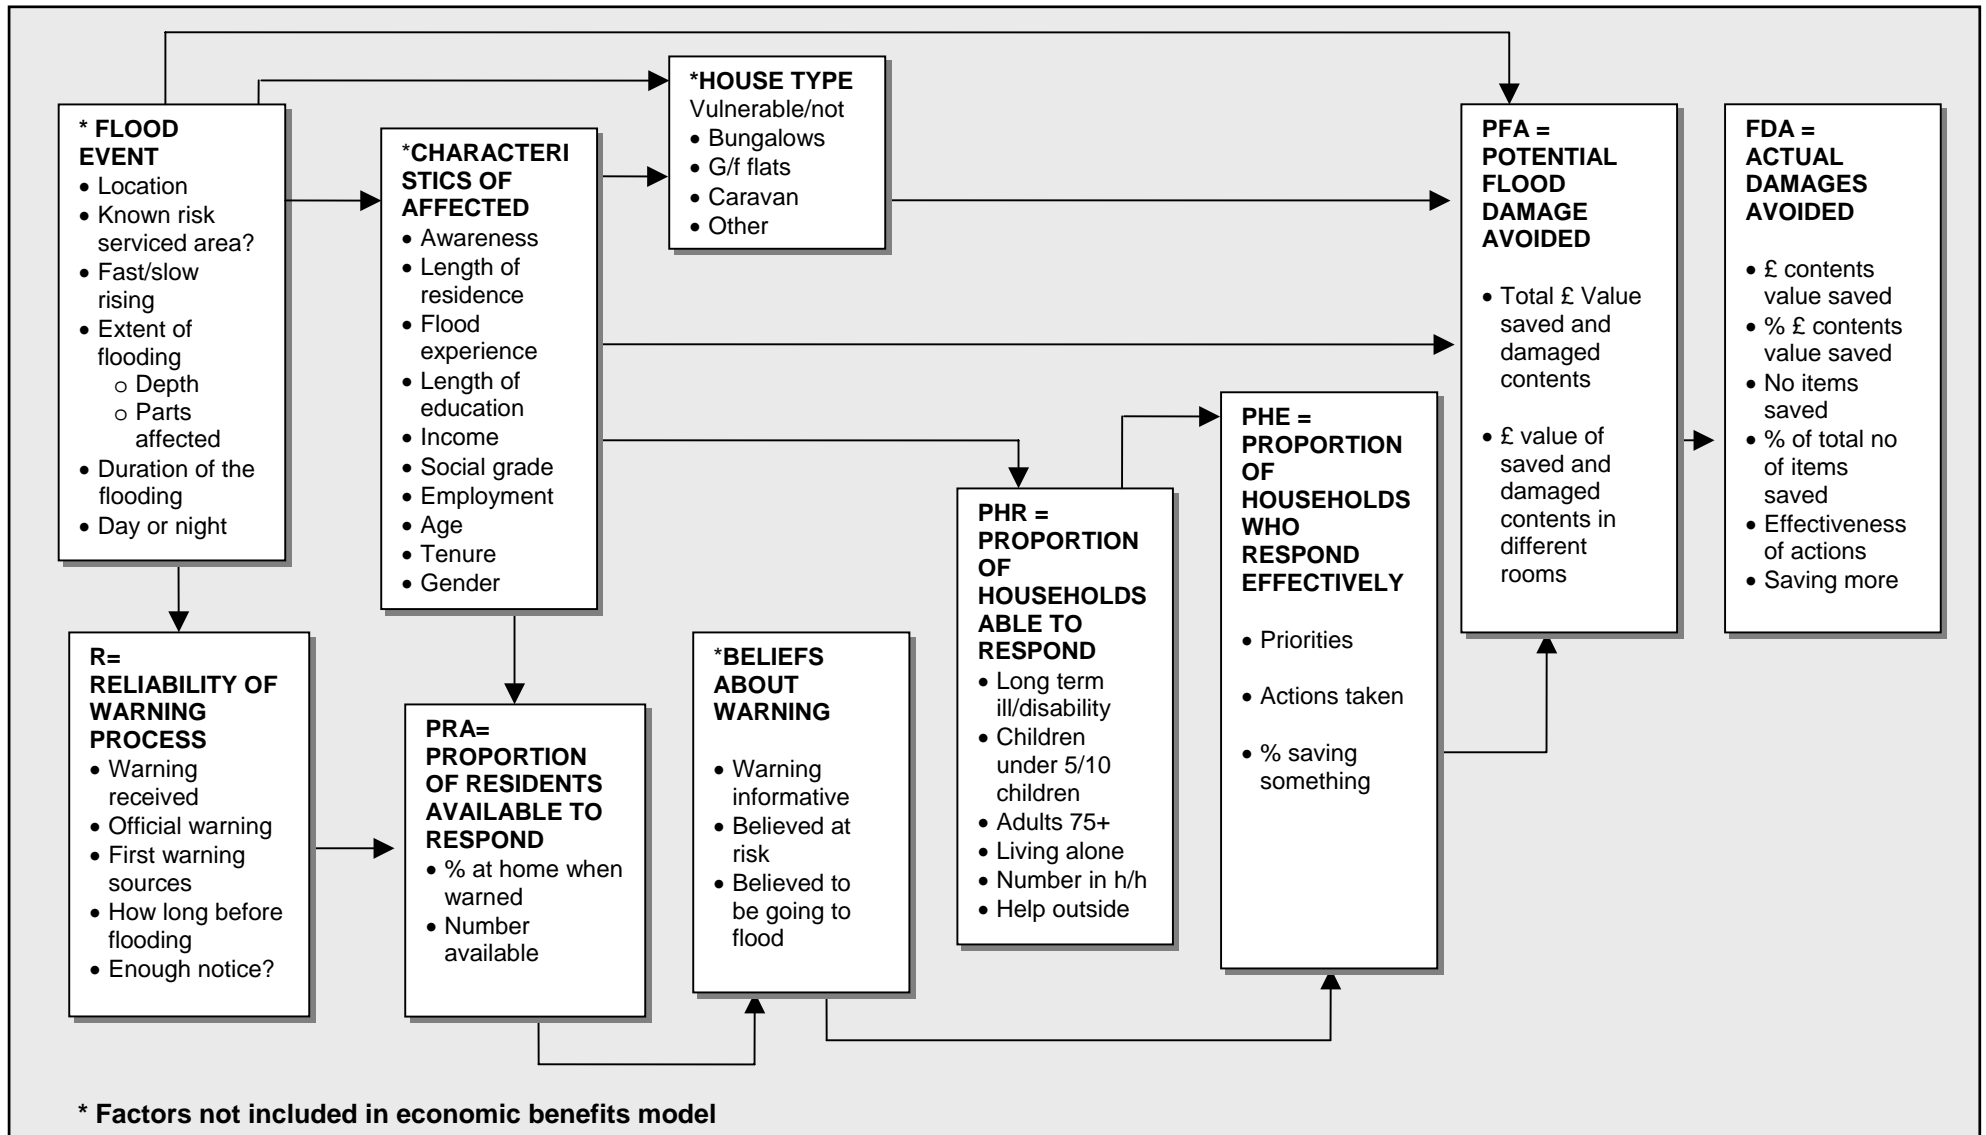 * FLOOD
EVENT
• Location
• Known risk
serviced area?
• Fast/slow
rising
• Extent of
flooding
o Depth
o Parts
affected
• Duration of the
flooding
• Day or night
R=
RELIABILITY OF
WARNING
PROCESS
• Warning
received
• Official warning
• First warning
sources
• How long before
flooding
• Enough notice?
*CHARACTERI
STICS OF
AFFECTED
• Awareness
• Length of
residence
• Flood
experience
• Length of
education
• Income
• Social grade
• Employment
• Age
• Tenure
• Gender
PRA=
PROPORTION
OF RESIDENTS
AVAILABLE TO
RESPOND
• % at home when
warned
• Number
available
*HOUSE TYPE
Vulnerable/not
• Bungalows
• G/f flats
• Caravan
• Other
*BELIEFS
ABOUT
WARNING
• Warning
informative
• Believed at
risk
• Believed to
be going to
flood
PHR =
PROPORTION
OF
HOUSEHOLDS
ABLE TO
RESPOND
• Long term
ill/disability
• Children
under 5/10
children
• Adults 75+
• Living alone
• Number in h/h
• Help outside
PHE =
PROPORTION
OF
HOUSEHOLDS
WHO
RESPOND
EFFECTIVELY
• Priorities
• Actions taken
• % saving
something
PFA =
POTENTIAL
FLOOD
DAMAGE
AVOIDED
• Total £ Value
saved and
damaged
contents
• £ value of
saved and
damaged
contents in
different
rooms
FDA =
ACTUAL
DAMAGES
AVOIDED
• £ contents
value saved
• % £ contents
value saved
• No items
saved
• % of total no
of items
saved
• Effectiveness
of actions
• Saving more
* Factors not included in economic benefits model